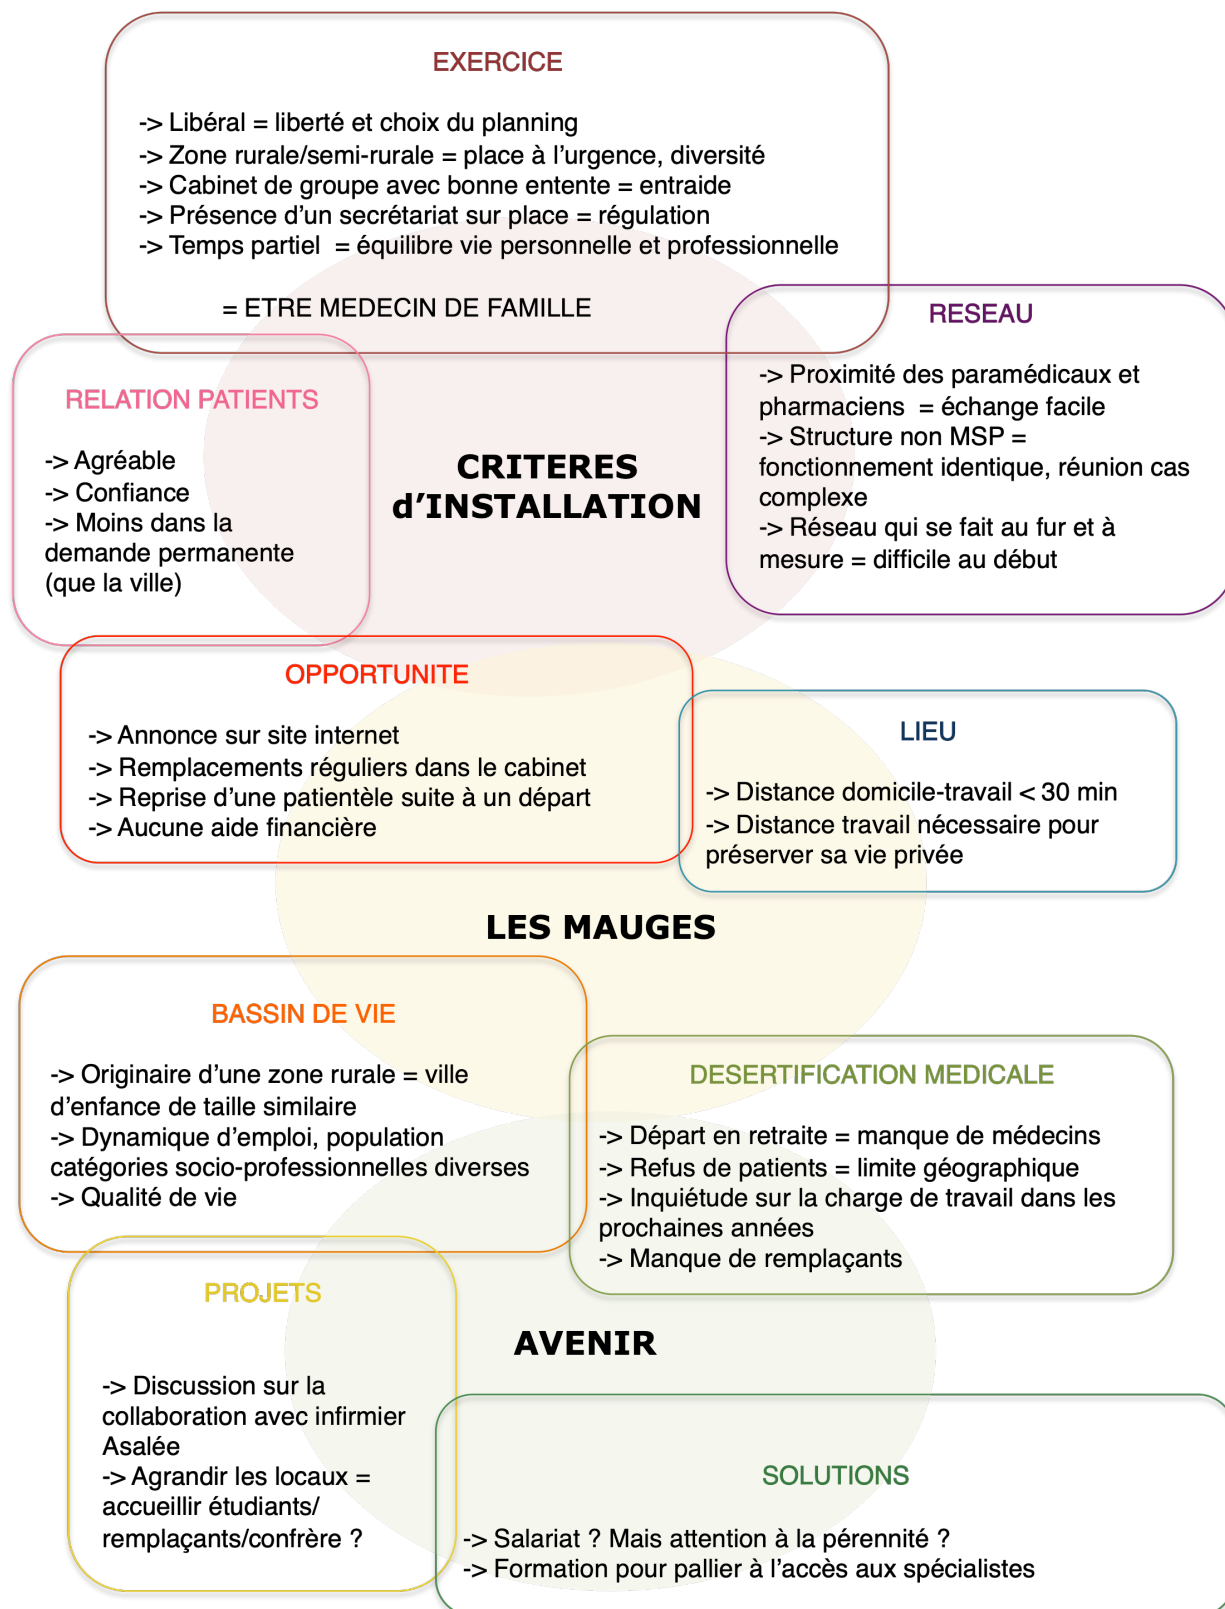 EXERCICE
-> Libéral = liberté et choix du planning
-> Zone rurale/semi-rurale = place à l’urgence, diversité
-> Cabinet de groupe avec bonne entente = entraide
-> Présence d’un secrétariat sur place = régulation
-> Temps partiel  = équilibre vie personnelle et professionnelle
= ETRE MEDECIN DE FAMILLE
RESEAU
-> Proximité des paramédicaux et
pharmaciens  = échange facile
-> Structure non MSP =
fonctionnement identique, réunion cas
complexe
-> Réseau qui se fait au fur et à
mesure = difficile au début
RELATION PATIENTS
-> Agréable
-> Confiance
-> Moins dans la
demande permanente
(que la ville)
CRITERES
d’INSTALLATION
OPPORTUNITE
-> Annonce sur site internet
-> Remplacements réguliers dans le cabinet
-> Reprise d’une patientèle suite à un départ
-> Aucune aide financière
LIEU
-> Distance domicile-travail < 30 min
-> Distance travail nécessaire pour
préserver sa vie privée
LES MAUGES
BASSIN DE VIE
-> Originaire d’une zone rurale = ville
d’enfance de taille similaire
-> Dynamique d’emploi, population
catégories socio-professionnelles diverses
-> Qualité de vie
DESERTIFICATION MEDICALE
-> Départ en retraite = manque de médecins
-> Refus de patients = limite géographique
-> Inquiétude sur la charge de travail dans les
prochaines années
-> Manque de remplaçants
PROJETS
-> Discussion sur la
collaboration avec infirmier
Asalée
-> Agrandir les locaux =
accueillir étudiants/
remplaçants/confrère ?
AVENIR
SOLUTIONS
-> Salariat ? Mais attention à la pérennité ?
-> Formation pour pallier à l’accès aux spécialistes